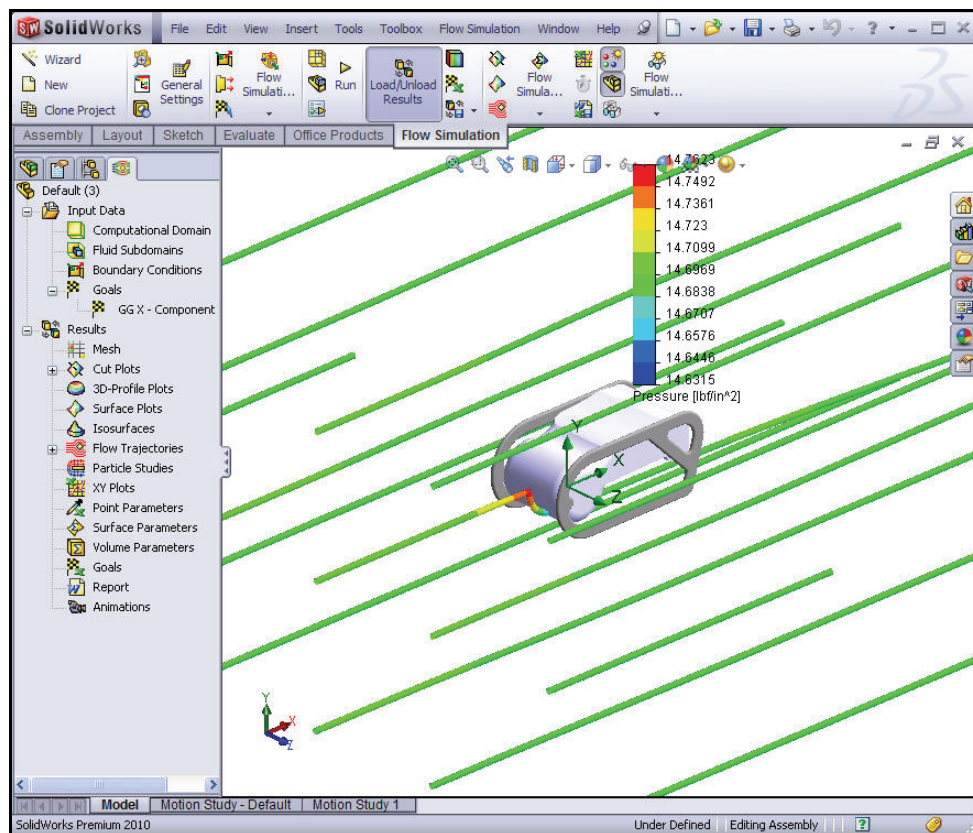 SW SolidWorks File Edit View Insert Tools Toolbox Flow Simulation Window Help ?
Wizard
New
Clone Project
General Settings
Flow Simulati...
Run
Load/Unload Results
Flow Simula...
Flow Simulati...
Assembly Layout Sketch Evaluate Office Products Flow Simulation
Default (3)
Input Data
Computational Domain
Fluid Subdomains
Boundary Conditions
Goals
GG X - Component
Results
Mesh
Cut Plots
3D-Profile Plots
Surface Plots
Isosurfaces
Flow Trajectories
Particle Studies
XY Plots
Point Parameters
Surface Parameters
Volume Parameters
Goals
Report
Animations
14.7623
14.7492
14.7361
14.723
14.7099
14.6969
14.6838
14.6707
14.6576
14.6446
14.6315
Pressure [lbf/in^2]
Y
X
Z
Y
X
Z
Model Motion Study - Default Motion Study 1
SolidWorks Premium 2010 Under Defined Editing Assembly ?